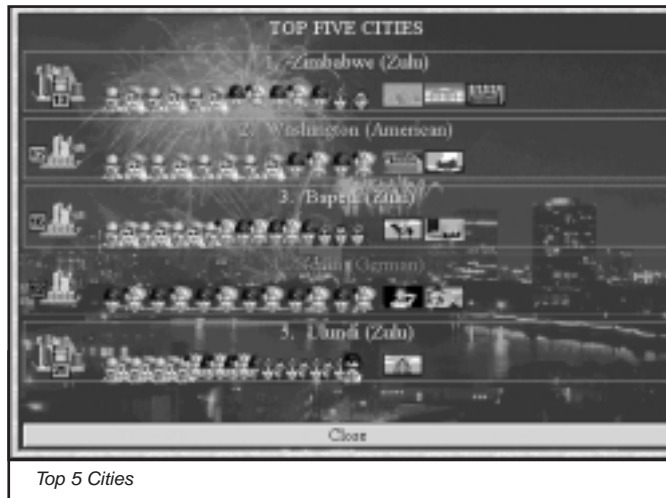 TOP FIVE CITIES
1. Zimbabwe (Zulu)
2. Washington (American)
3. Bapedi (Zulu)
(German)
5. Ulundi (Zulu)
Close
Top 5 Cities